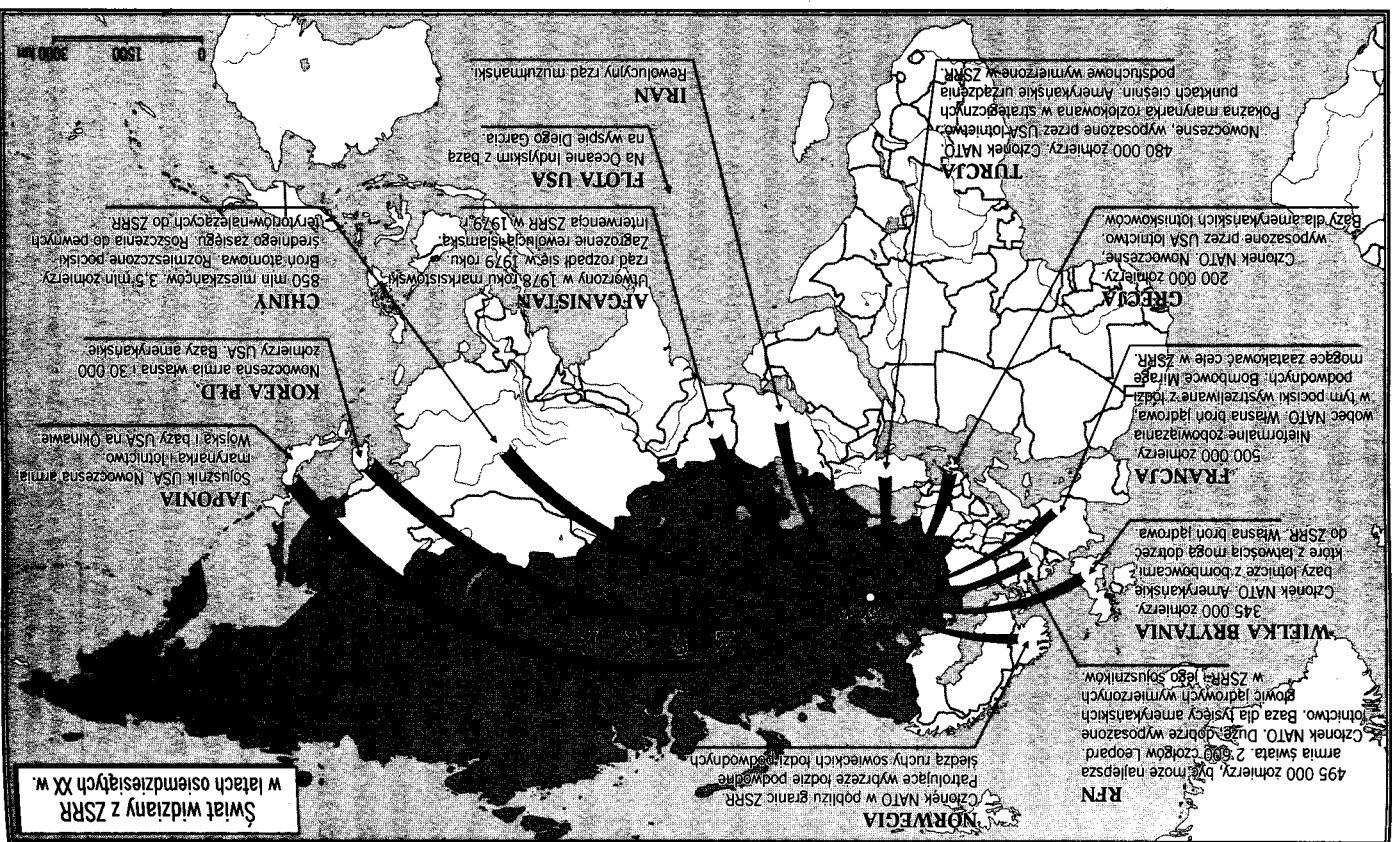 Świat widziany z ZSRR
w latach osiemdziesiątych XX w.
RFN
495 000 żołnierzy, być może najlepsza
armia świata. 2 500 czołgów Leopard
Członek NATO. Duże, dobrze wyposażone
lotnictwo. Baza dla tysięcy amerykańskich
głowic jądrowych wymierzonych
w ZSRR i jego sojuszników
NORWEGIA
Członek NATO w pobliżu granic ZSRR
Patrolujące wybrzeże łodzie podwodne
śledzą ruchy sowieckich łodzi podwodnych
WIELKA BRYTANIA
345 000 żołnierzy,
Członek NATO. Amerykańskie
bazy lotnicze z bombowcami,
które z łatwością mogą dotrzeć
do ZSRR. Własna broń jądrowa
FRANCJA
500 000 żołnierzy,
Nieformalne zobowiązania
wobec NATO. Własna broń jądrowa,
w tym pociski wystrzeliwane z łodzi
podwodnych. Bombowce Mirage
mogące zaatakować cele w ZSRR.
GRECJA
200 000 żołnierzy.
Członek NATO. Nowoczesne
wyposażone przez USA lotnictwo.
Bazy dla amerykańskich lotniskowców
TURCJA
480 000 żołnierzy. Członek NATO.
Nowoczesne, wyposażone przez USA lotnictwo.
Pokaźna marynarka rozlokowana w strategicznych
punktach cieśnin. Amerykańskie urządzenia
podsłuchowe wymierzone w ZSRR.
JAPONIA
Sojusznik USA. Nowoczesna armia
marynarka i lotnictwo
Wojska i bazy USA na Okinawie
KOREA PŁD.
Nowoczesna armia własna i 30 000
żołnierzy USA. Bazy amerykańskie.
CHINY
850 mln mieszkańców, 3,5 mln żołnierzy
Broń atomowa. Rozmieszczone pociski
średniego zasięgu. Roszczenia do pewnych
terytoriów należących do ZSRR
AFGANISTAN
Utworzony w 1978 roku marksistowski
rząd rozpadł się w 1979 roku.
Zagrożenie rewolucją islamską
Interwencja ZSRR w 1979 r.
FLOTA USA
Na Oceanie Indyjskim z bazą
na wyspie Diego Garcia
IRAN
Rewolucyjny rząd muzułmański.
0 1500 3000 km